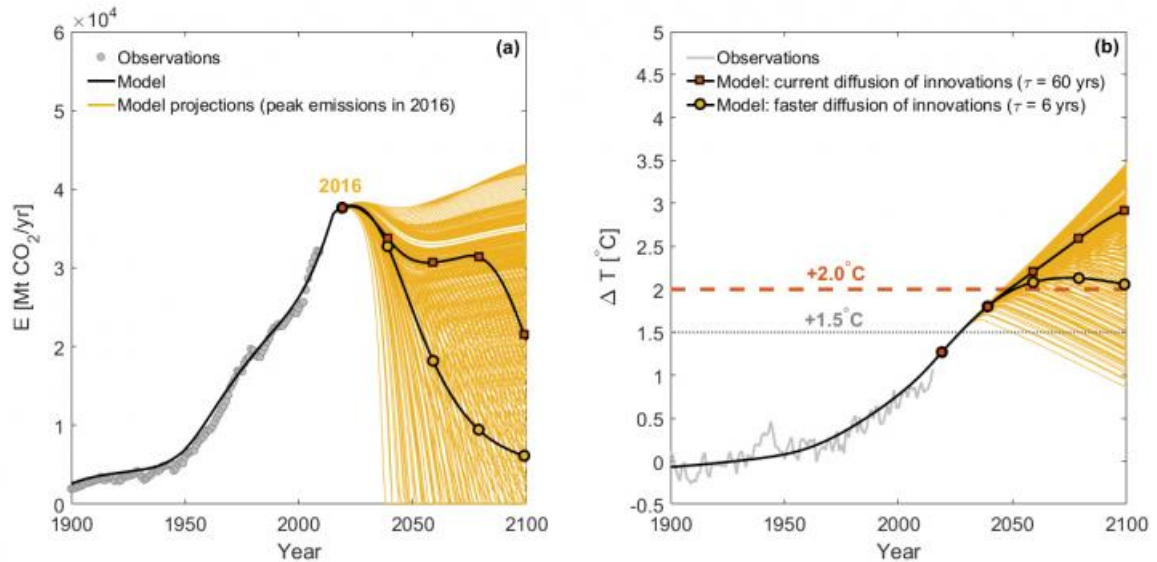 ×10⁴
6
5
4
3
2
1
0
1900
1950
2000
2050
2100
Year
E [Mt CO₂/yr]
(a)
Observations
Model
Model projections (peak emissions in 2016)
2016
5
4.5
4
3.5
3
2.5
2
1.5
1
0.5
0
-0.5
1900
1950
2000
2050
2100
Year
Δ T [°C]
(b)
Observations
Model: current diffusion of innovations (τ = 60 yrs)
Model: faster diffusion of innovations (τ = 6 yrs)
+2.0°C
+1.5°C